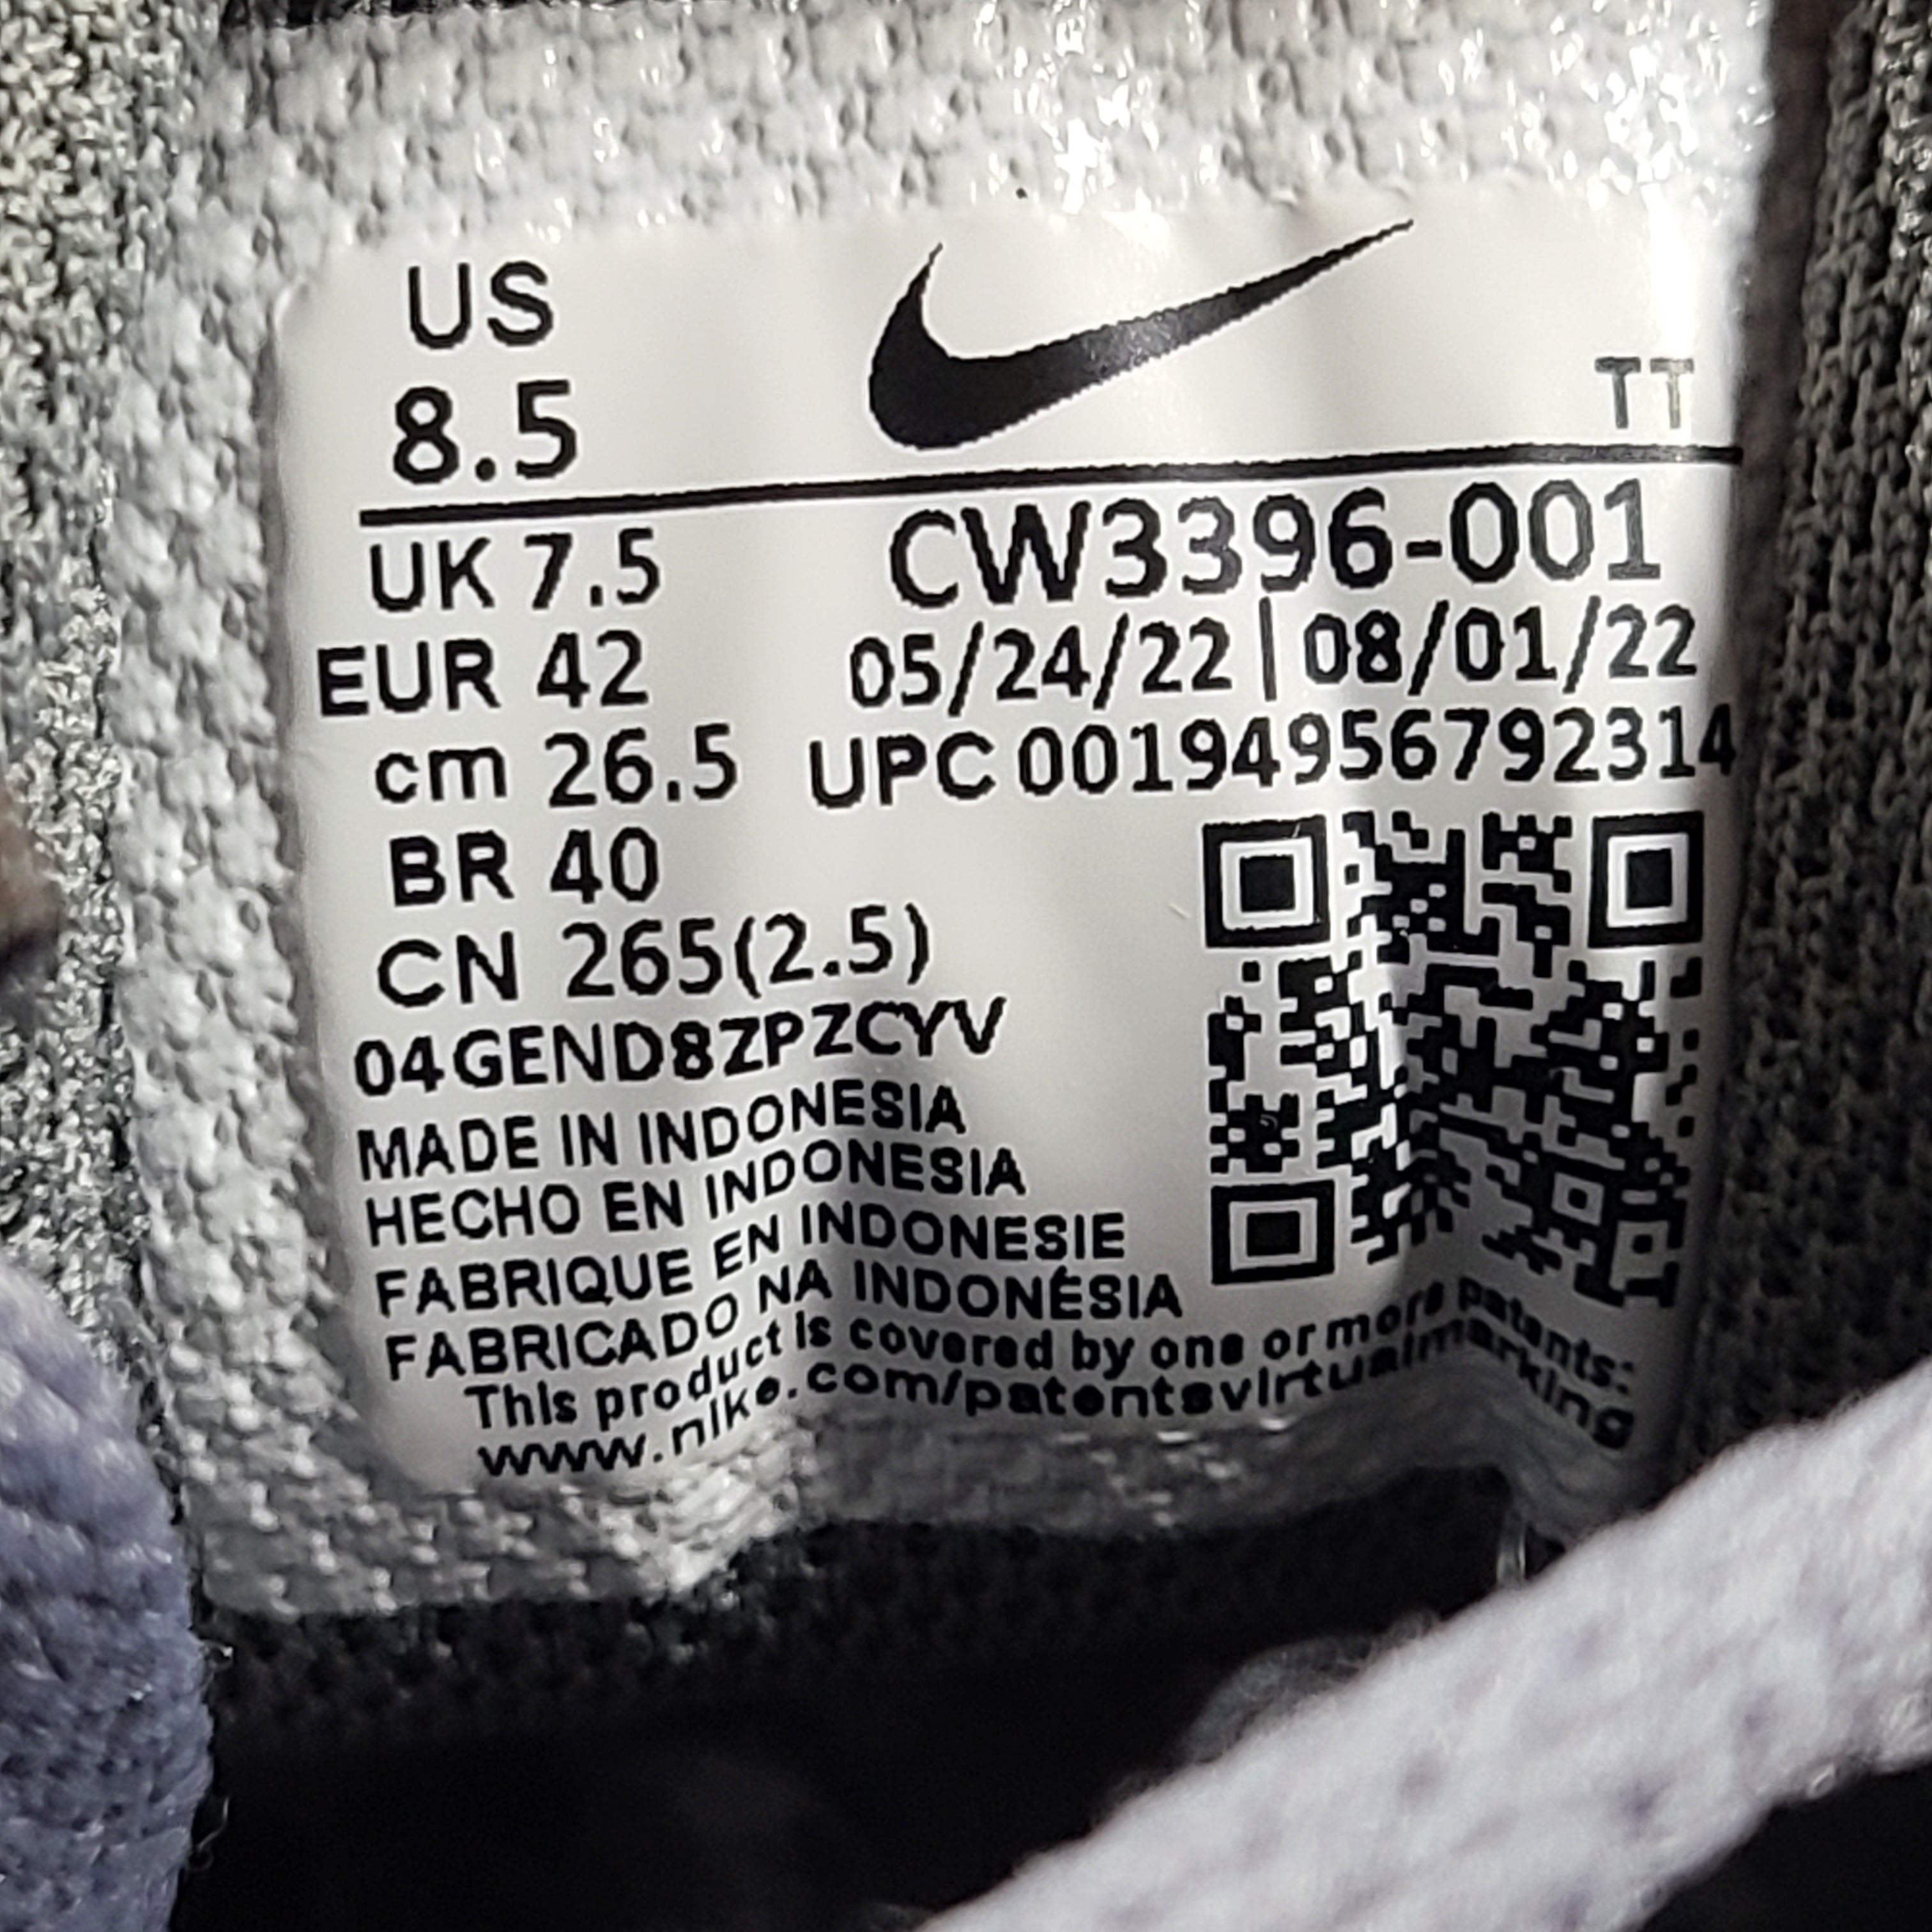 US
8.5
TT
UK 7.5
CW3396-001
EUR 42
05/24/22 | 08/01/22
cm 26.5
UPC 00194956792314
BR 40
CN 265(2.5)
04GEND8ZPZCYV
MADE IN INDONESIA
HECHO EN INDONESIA
FABRIQUE EN INDONESIE
FABRICADO NA INDONÉSIA
This product is covered by one or more patents:
www.nike.com/patentsvirtualmarking